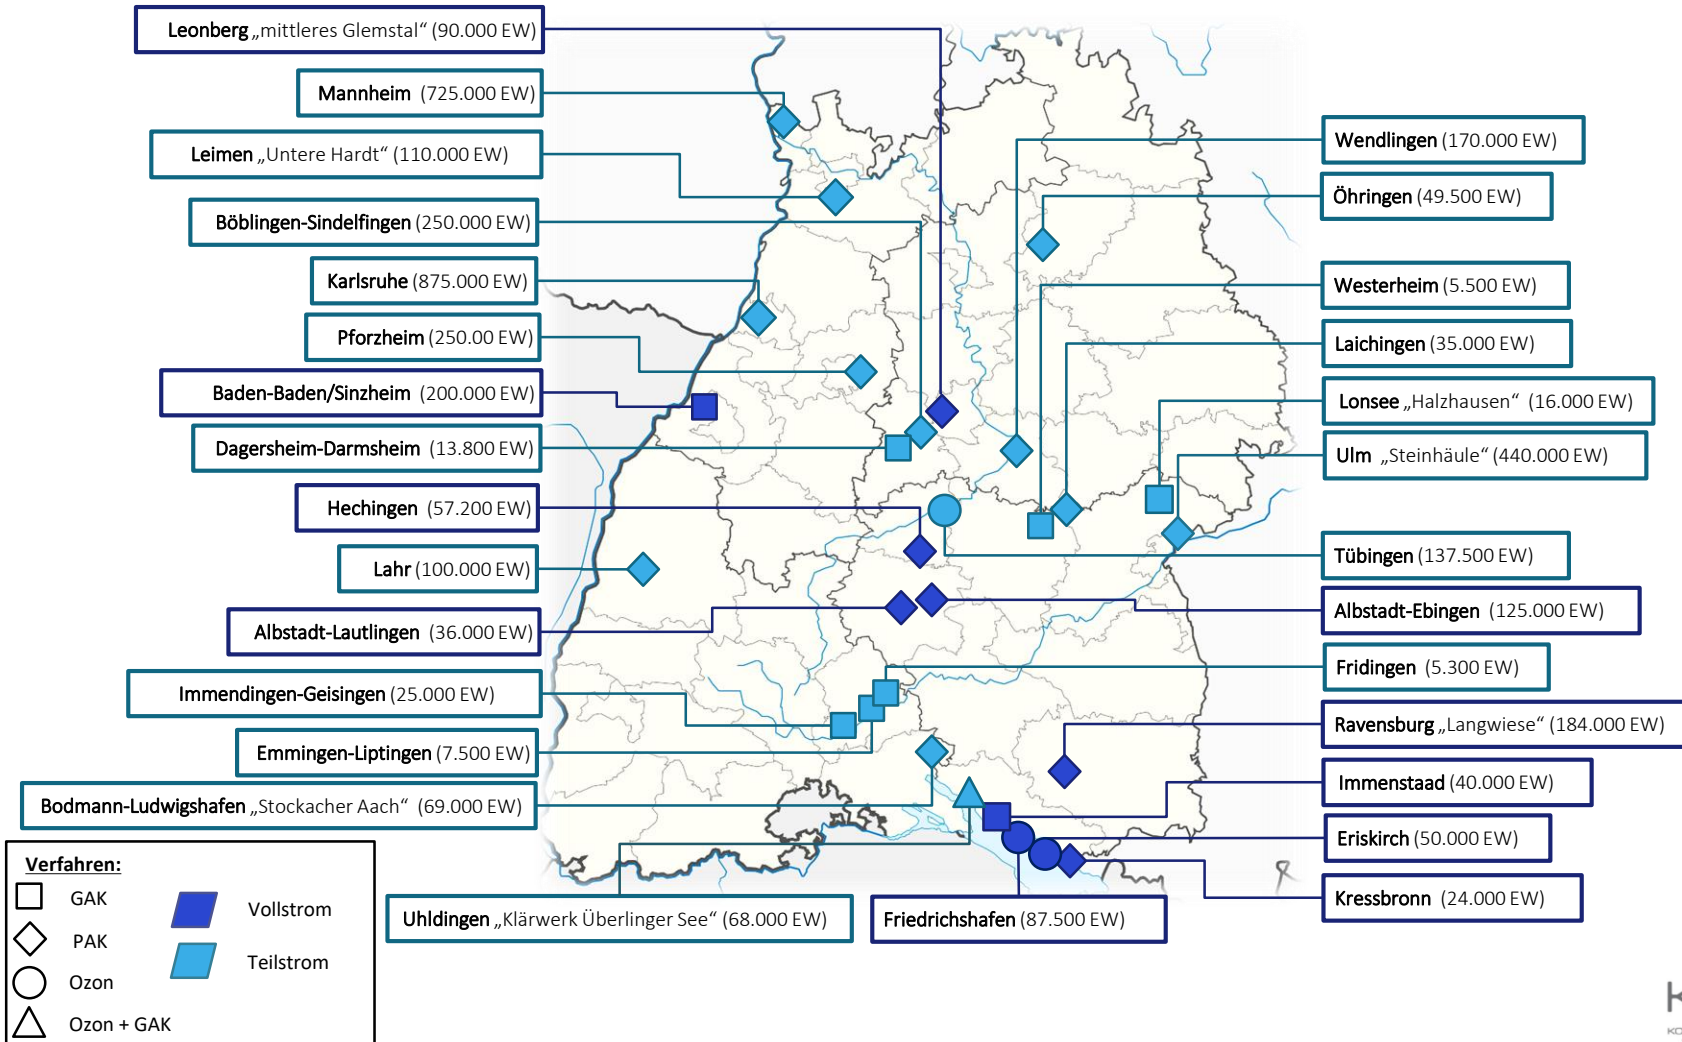 Leonberg „mittleres Glemstal“ (90.000 EW)
Mannheim (725.000 EW)
Leimen „Untere Hardt“ (110.000 EW)
Böblingen-Sindelfingen (250.000 EW)
Karlsruhe (875.000 EW)
Pforzheim (250.00 EW)
Baden-Baden/Sinzheim (200.000 EW)
Dagersheim-Darmsheim (13.800 EW)
Hechingen (57.200 EW)
Lahr (100.000 EW)
Albstadt-Lautlingen (36.000 EW)
Immendingen-Geisingen (25.000 EW)
Emmingen-Liptingen (7.500 EW)
Bodmann-Ludwigshafen „Stockacher Aach“ (69.000 EW)
Wendlingen (170.000 EW)
Öhringen (49.500 EW)
Westerheim (5.500 EW)
Laichingen (35.000 EW)
Lonsee „Halzhausen“ (16.000 EW)
Ulm „Steinhäule“ (440.000 EW)
Tübingen (137.500 EW)
Albstadt-Ebingen (125.000 EW)
Fridingen (5.300 EW)
Ravensburg „Langwiese“ (184.000 EW)
Immenstaad (40.000 EW)
Eriskirch (50.000 EW)
Kressbronn (24.000 EW)
Uhldingen „Klärwerk Überlinger See“ (68.000 EW)
Friedrichshafen (87.500 EW)
Verfahren:
GAK
PAK
Ozon
Ozon + GAK
Vollstrom
Teilstrom